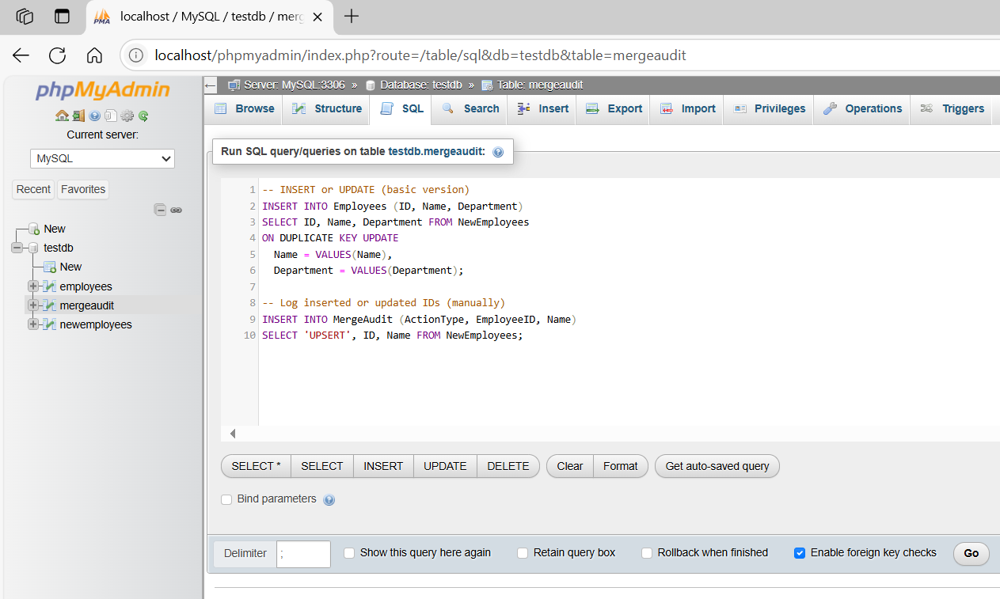 localhost / MySQL / testdb / merg
localhost/phpmyadmin/index.php?route=/table/sql&db=testdb&table=mergeaudit
phpMyAdmin
Current server:
MySQL
Recent Favorites
New
testdb
New
employees
mergeaudit
newemployees
Server: MySQL:3306 » Database: testdb » Table: mergeaudit
Browse Structure SQL Search Insert Export Import Privileges Operations Triggers
Run SQL query/queries on table testdb.mergeaudit:
1 -- INSERT or UPDATE (basic version)
2 INSERT INTO Employees (ID, Name, Department)
3 SELECT ID, Name, Department FROM NewEmployees
4 ON DUPLICATE KEY UPDATE
5 Name = VALUES(Name),
6 Department = VALUES(Department);
7
8 -- Log inserted or updated IDs (manually)
9 INSERT INTO MergeAudit (ActionType, EmployeeID, Name)
10 SELECT 'UPSERT', ID, Name FROM NewEmployees;
SELECT * SELECT INSERT UPDATE DELETE Clear Format Get auto-saved query
Bind parameters
Delimiter ; Show this query here again Retain query box Rollback when finished Enable foreign key checks Go